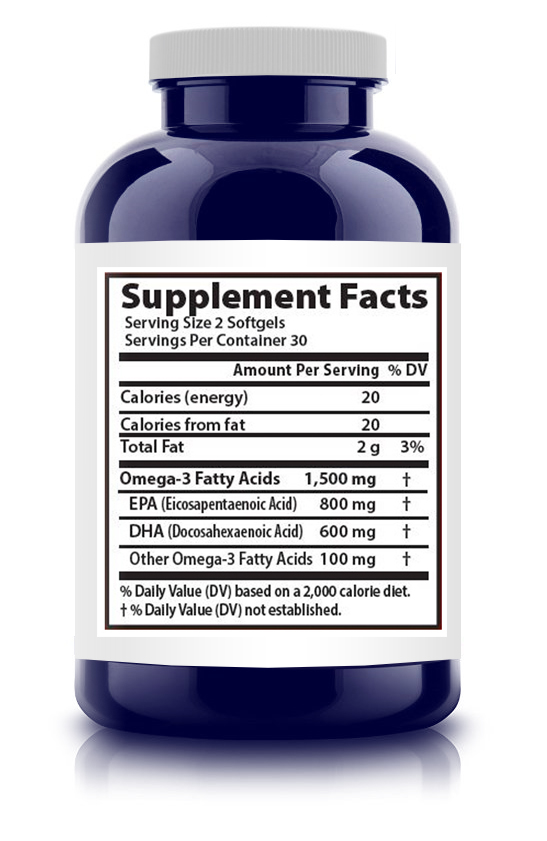 Supplement Facts
Serving Size 2 Softgels
Servings Per Container 30
Amount Per Serving % DV
Calories (energy) 20
Calories from fat 20
Total Fat 2 g 3%
Omega-3 Fatty Acids 1,500 mg †
EPA (Eicosapentaenoic Acid) 800 mg †
DHA (Docosahexaenoic Acid) 600 mg †
Other Omega-3 Fatty Acids 100 mg †
% Daily Value (DV) based on a 2,000 calorie diet.
† % Daily Value (DV) not established.